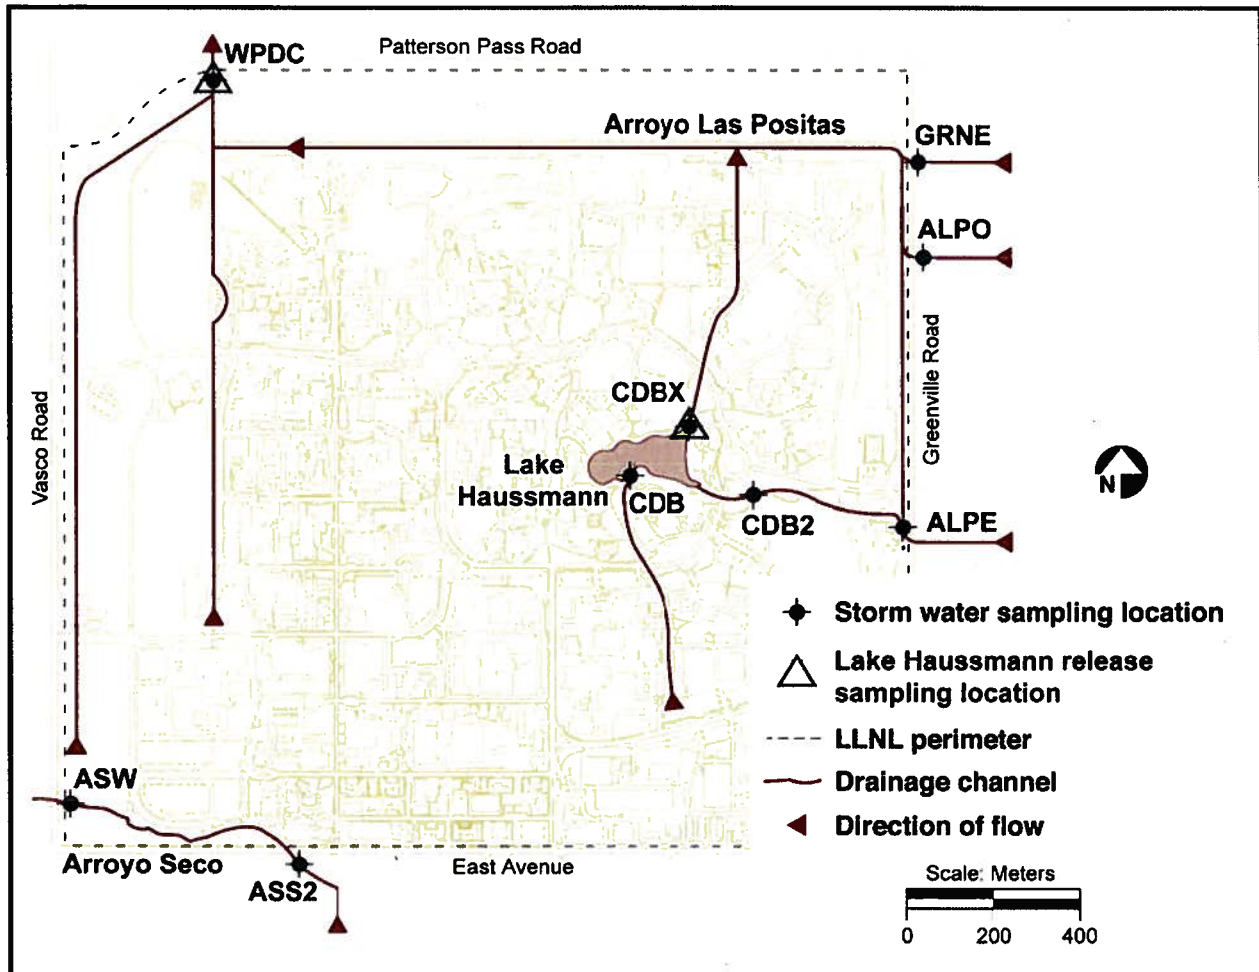 Patterson Pass Road
WPDC
Arroyo Las Positas
GRNE
ALPO
Vasco Road
Greenville Road
CDBX
Lake
Haussmann
CDB
CDB2
ALPE
N
Storm water sampling location
Lake Haussmann release
sampling location
LLNL perimeter
Drainage channel
Direction of flow
ASW
Arroyo Seco
ASS2
East Avenue
Scale: Meters
0 200 400